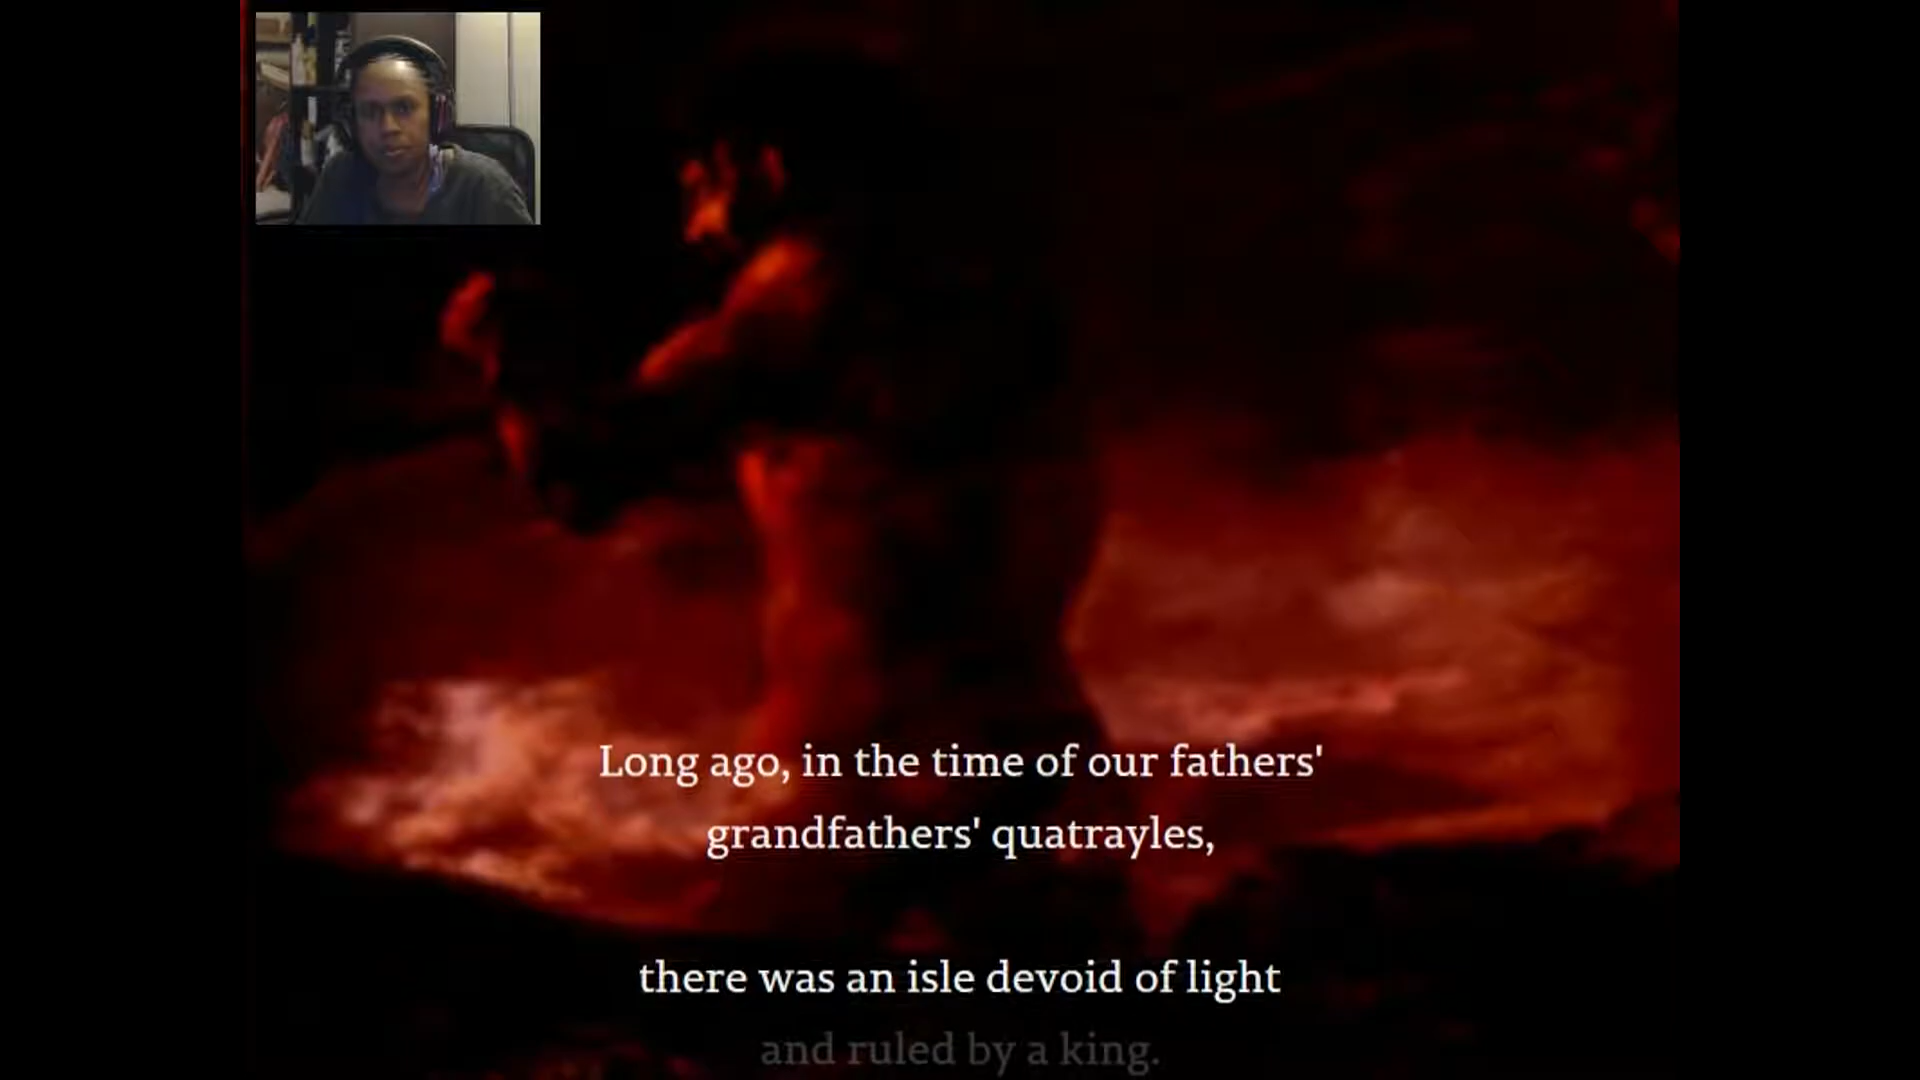 Long ago, in the time of our fathers'
grandfathers' quatrayles,
there was an isle devoid of light
and ruled by a king.